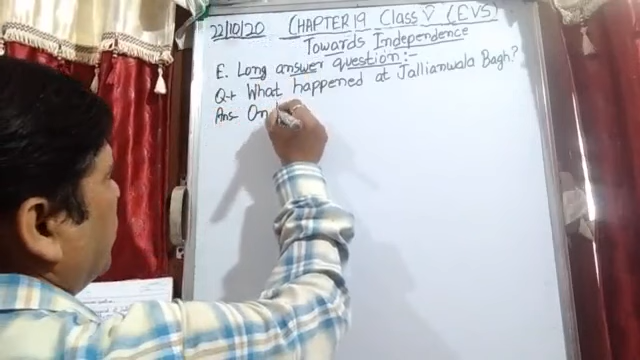 22/10/20 CHAPTER 19 Class V (EVS)
Towards Independence
E. Long answer question:-
Q-1 What happened at Jallianwala Bagh?
Ans- On